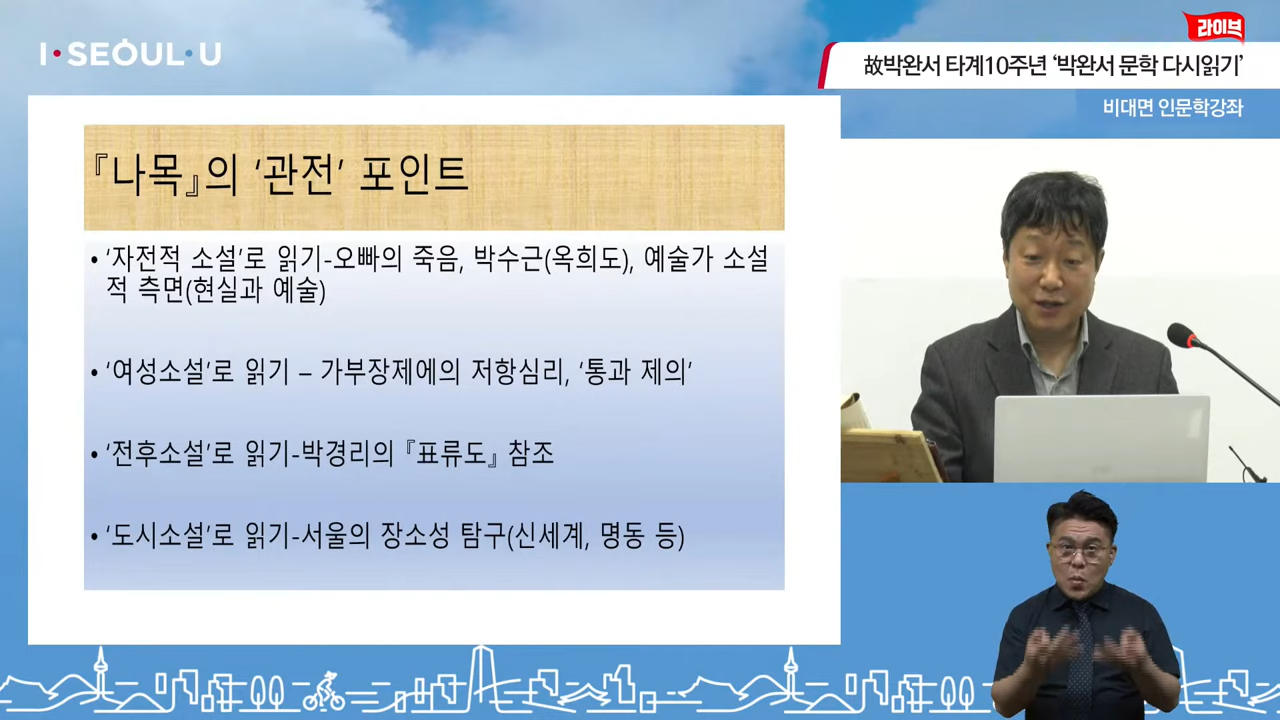 I·SEOUL·U
라이브
故박완서 타계10주년 ‘박완서 문학 다시읽기’
비대면 인문학강좌
『나목』의 ‘관전’ 포인트
• ‘자전적 소설’로 읽기-오빠의 죽음, 박수근(옥희도), 예술가 소설
적 측면(현실과 예술)
• ‘여성소설’로 읽기 – 가부장제에의 저항심리, ‘통과 제의’
• ‘전후소설’로 읽기-박경리의 『표류도』 참조
• ‘도시소설’로 읽기-서울의 장소성 탐구(신세계, 명동 등)